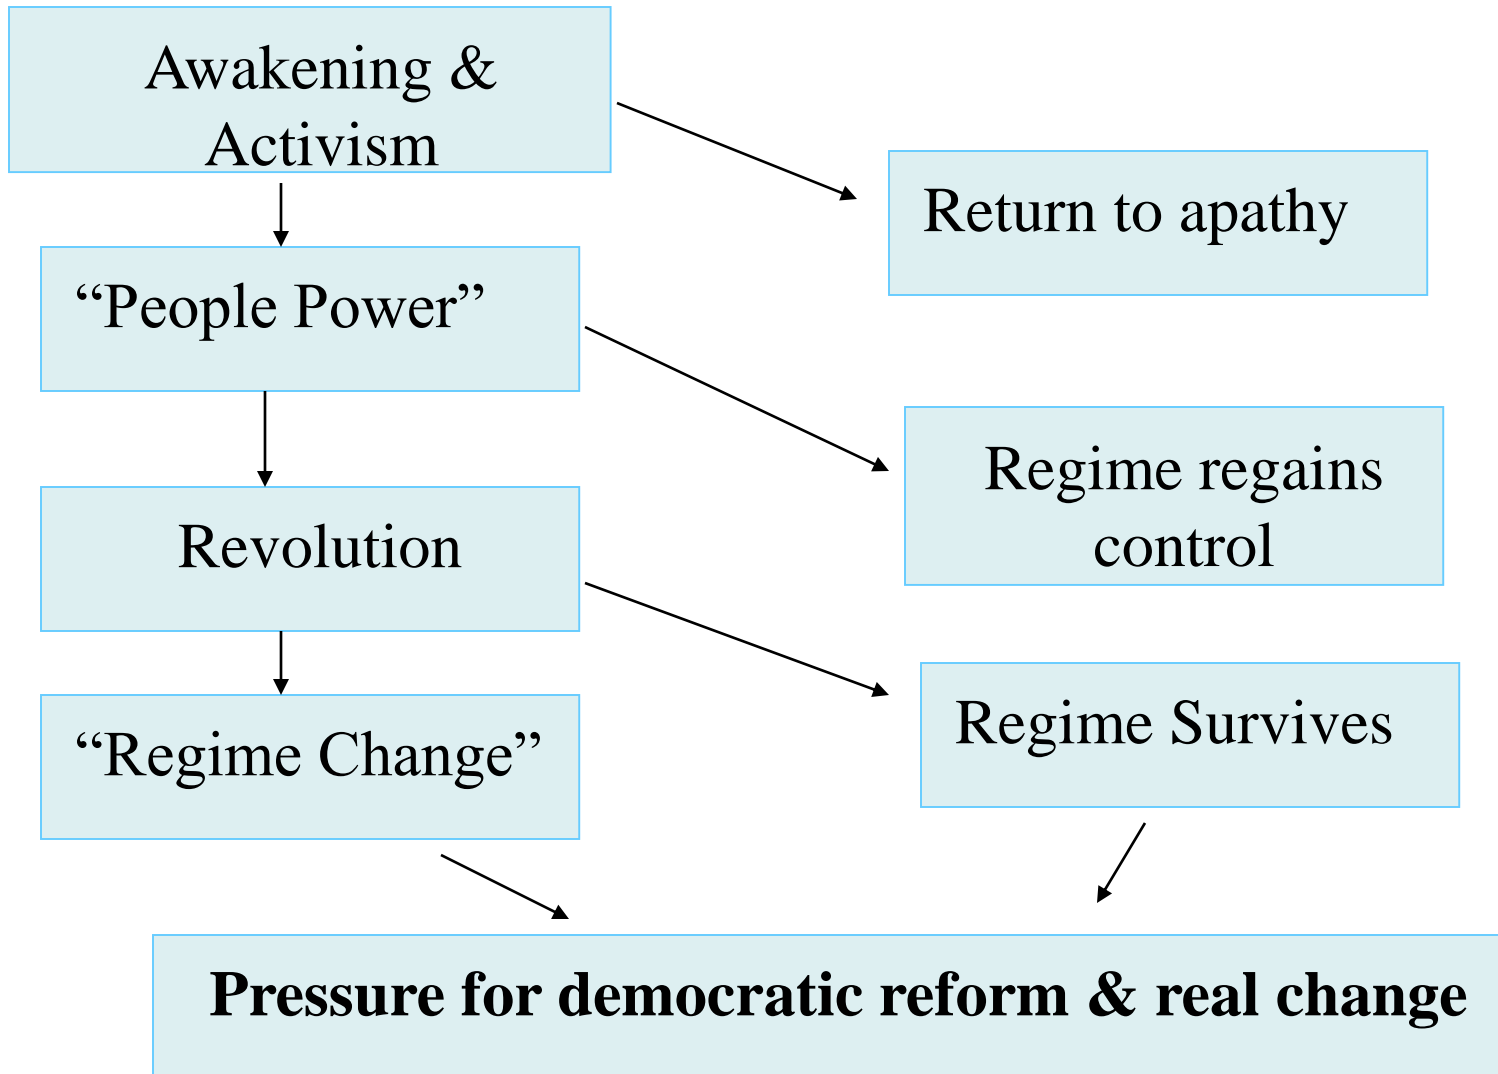 Awakening &
Activism
Return to apathy
“People Power”
Regime regains
control
Revolution
Regime Survives
“Regime Change”
Pressure for democratic reform & real change